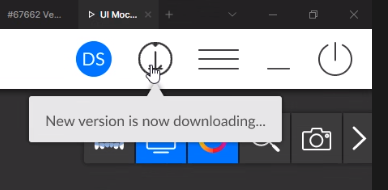 #67662 Ve...
UI Moc...
DS
New version is now downloading...